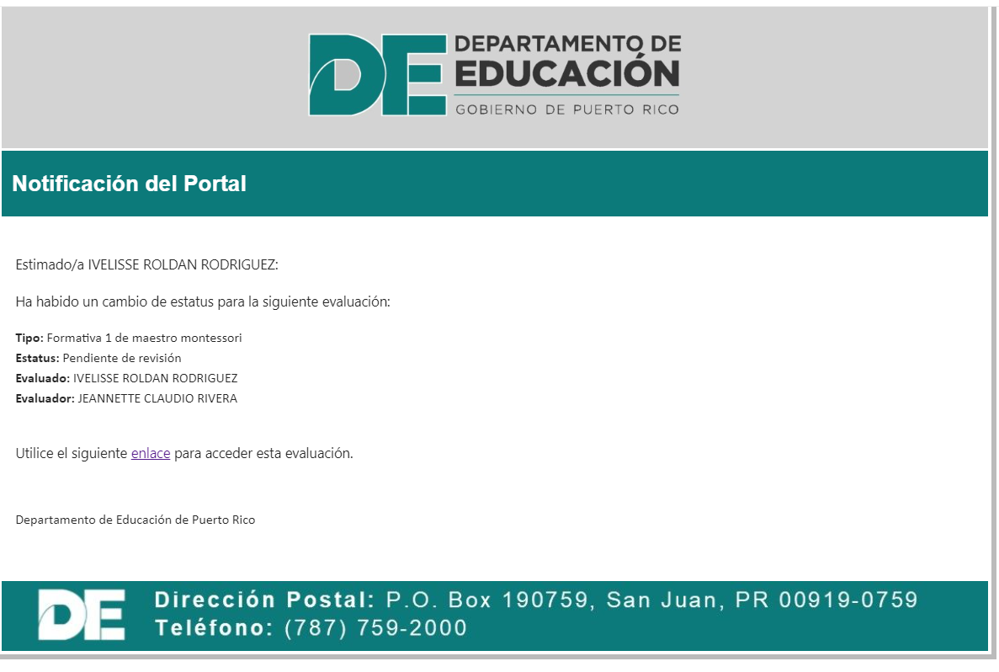 DE DEPARTAMENTO DE
EDUCACIÓN
GOBIERNO DE PUERTO RICO
Notificación del Portal
Estimado/a IVELISSE ROLDAN RODRIGUEZ:
Ha habido un cambio de estatus para la siguiente evaluación:
Tipo: Formativa 1 de maestro montessori
Estatus: Pendiente de revisión
Evaluado: IVELISSE ROLDAN RODRIGUEZ
Evaluador: JEANNETTE CLAUDIO RIVERA
Utilice el siguiente enlace para acceder esta evaluación.
Departamento de Educación de Puerto Rico
DE Dirección Postal: P.O. Box 190759, San Juan, PR 00919-0759
Teléfono: (787) 759-2000